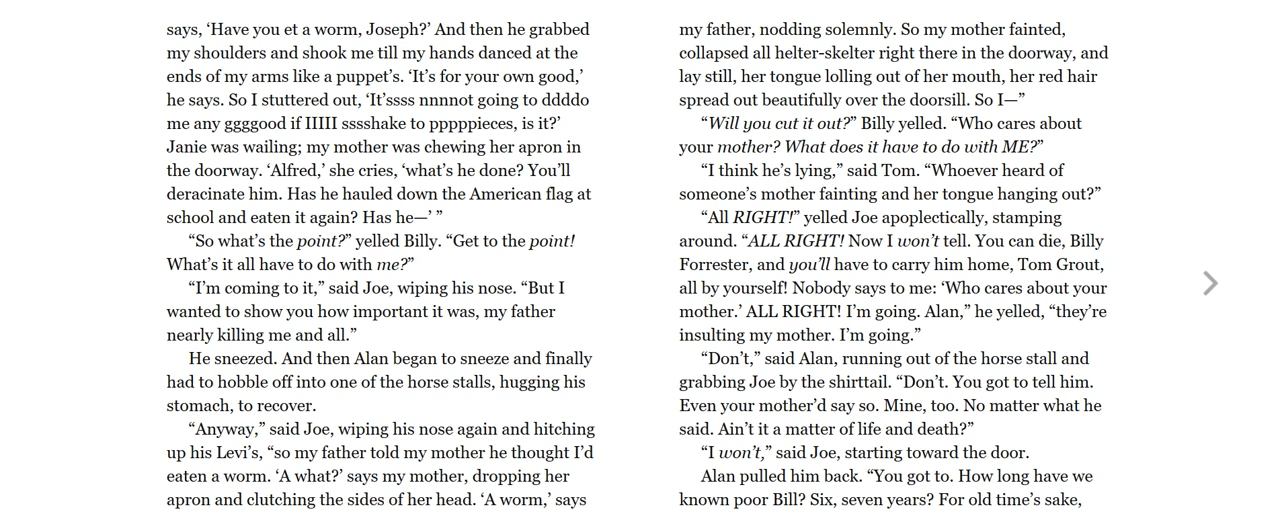 says, ‘Have you et a worm, Joseph?’ And then he grabbed
my shoulders and shook me till my hands danced at the
ends of my arms like a puppet’s. ‘It’s for your own good,’
he says. So I stuttered out, ‘It’ssss nnnnot going to ddddo
me any ggggood if IIIII sssshake to pppppieces, is it?’
Janie was wailing; my mother was chewing her apron in
the doorway. ‘Alfred,’ she cries, ‘what’s he done? You’ll
deracinate him. Has he hauled down the American flag at
school and eaten it again? Has he—’ ”
“So what’s the point?” yelled Billy. “Get to the point!
What’s it all have to do with me?”
“I’m coming to it,” said Joe, wiping his nose. “But I
wanted to show you how important it was, my father
nearly killing me and all.”
He sneezed. And then Alan began to sneeze and finally
had to hobble off into one of the horse stalls, hugging his
stomach, to recover.
“Anyway,” said Joe, wiping his nose again and hitching
up his Levi’s, “so my father told my mother he thought I’d
eaten a worm. ‘A what?’ says my mother, dropping her
apron and clutching the sides of her head. ‘A worm,’ says
my father, nodding solemnly. So my mother fainted,
collapsed all helter-skelter right there in the doorway, and
lay still, her tongue lolling out of her mouth, her red hair
spread out beautifully over the doorsill. So I—”
“Will you cut it out?” Billy yelled. “Who cares about
your mother? What does it have to do with ME?”
“I think he’s lying,” said Tom. “Whoever heard of
someone’s mother fainting and her tongue hanging out?”
“All RIGHT!” yelled Joe apoplectically, stamping
around. “ALL RIGHT! Now I won’t tell. You can die, Billy
Forrester, and you’ll have to carry him home, Tom Grout,
all by yourself! Nobody says to me: ‘Who cares about your
mother.’ ALL RIGHT! I’m going. Alan,” he yelled, “they’re
insulting my mother. I’m going.”
“Don’t,” said Alan, running out of the horse stall and
grabbing Joe by the shirttail. “Don’t. You got to tell him.
Even your mother’d say so. Mine, too. No matter what he
said. Ain’t it a matter of life and death?”
“I won’t,” said Joe, starting toward the door.
Alan pulled him back. “You got to. How long have we
known poor Bill? Six, seven years? For old time’s sake,